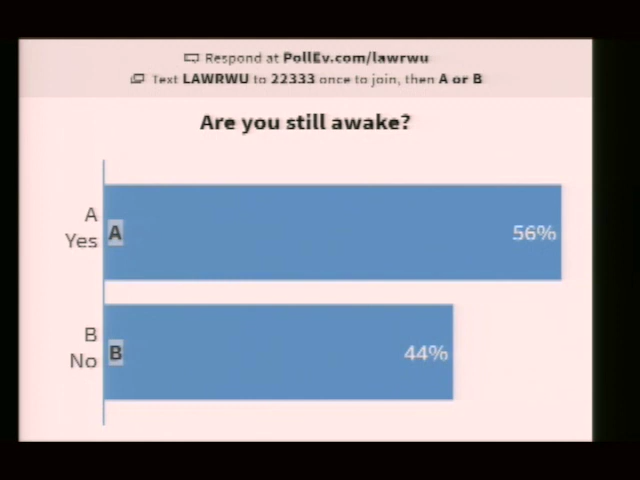 Respond at PollEv.com/lawrwu
Text LAWRWU to 22333 once to join, then A or B
Are you still awake?
A
Yes
A
56%
B
No
B
44%